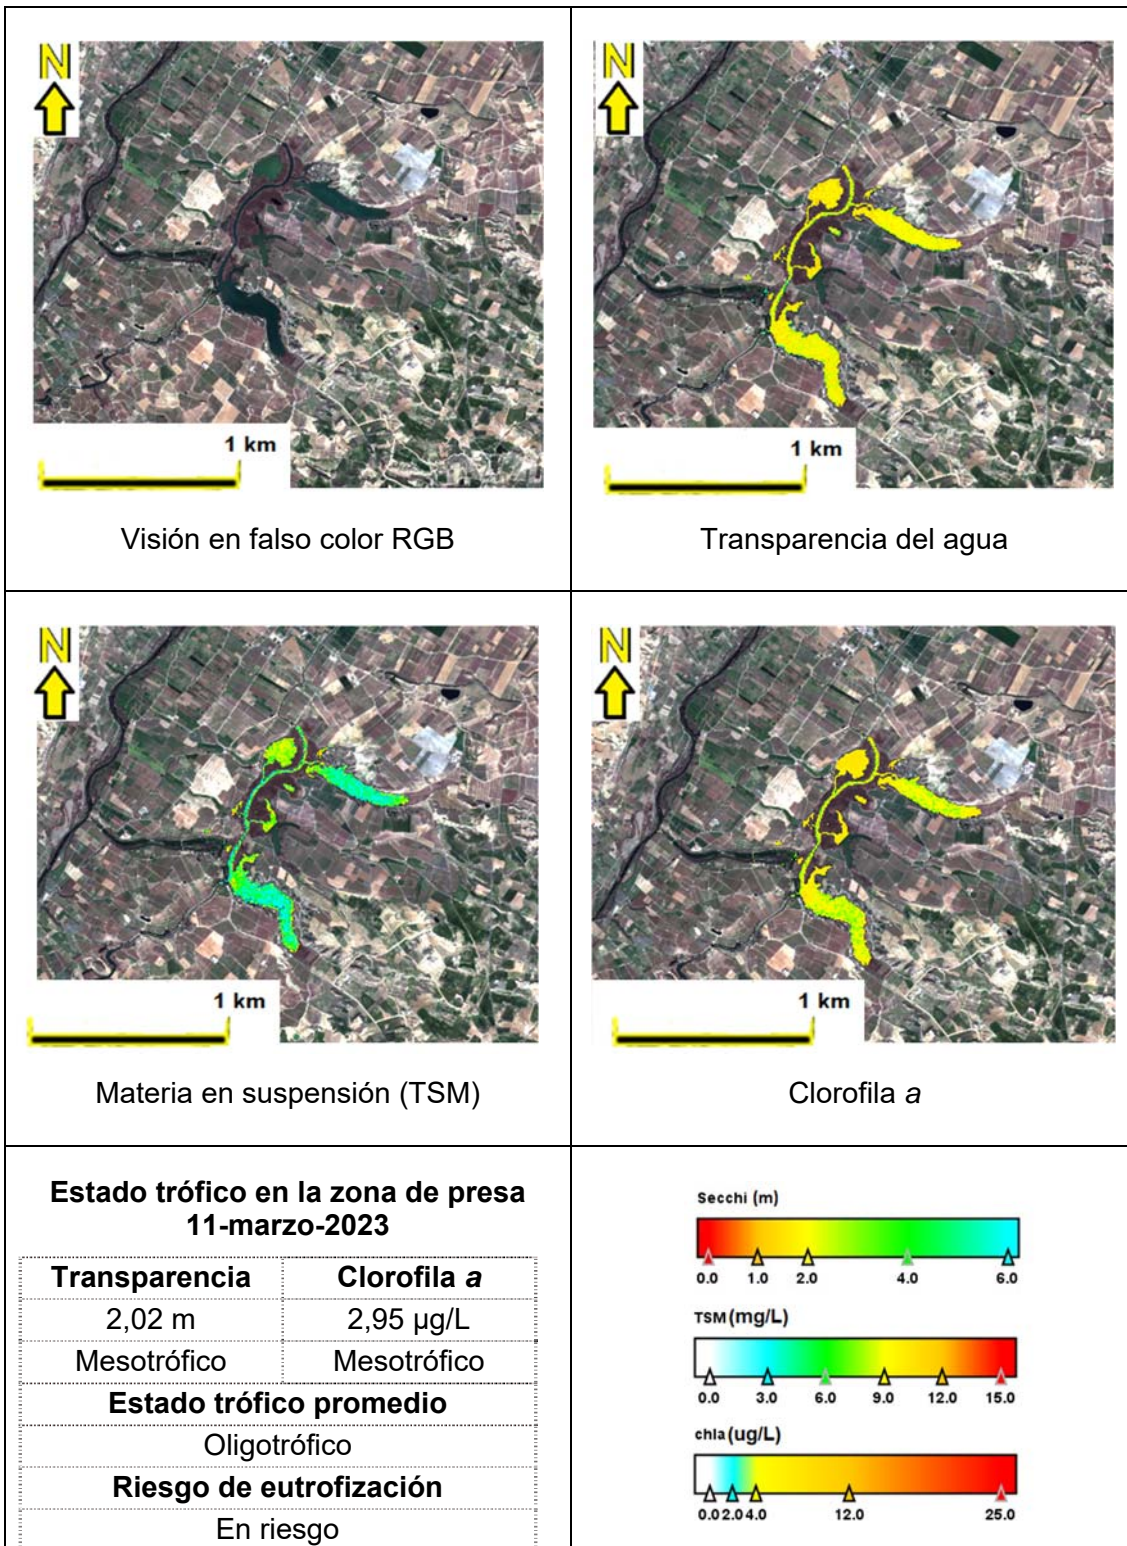 N
1 km
Visión en falso color RGB
N
1 km
Transparencia del agua
N
1 km
Materia en suspensión (TSM)
N
1 km
Clorofila a
Estado trófico en la zona de presa
11-marzo-2023
Transparencia Clorofila a
2,02 m 2,95 µg/L
Mesotrófico Mesotrófico
Estado trófico promedio
Oligotrófico
Riesgo de eutrofización
En riesgo
Secchi (m)
0.0 1.0 2.0 4.0 6.0
TSM (mg/L)
0.0 3.0 6.0 9.0 12.0 15.0
chla (ug/L)
0.0 2.0 4.0 12.0 25.0